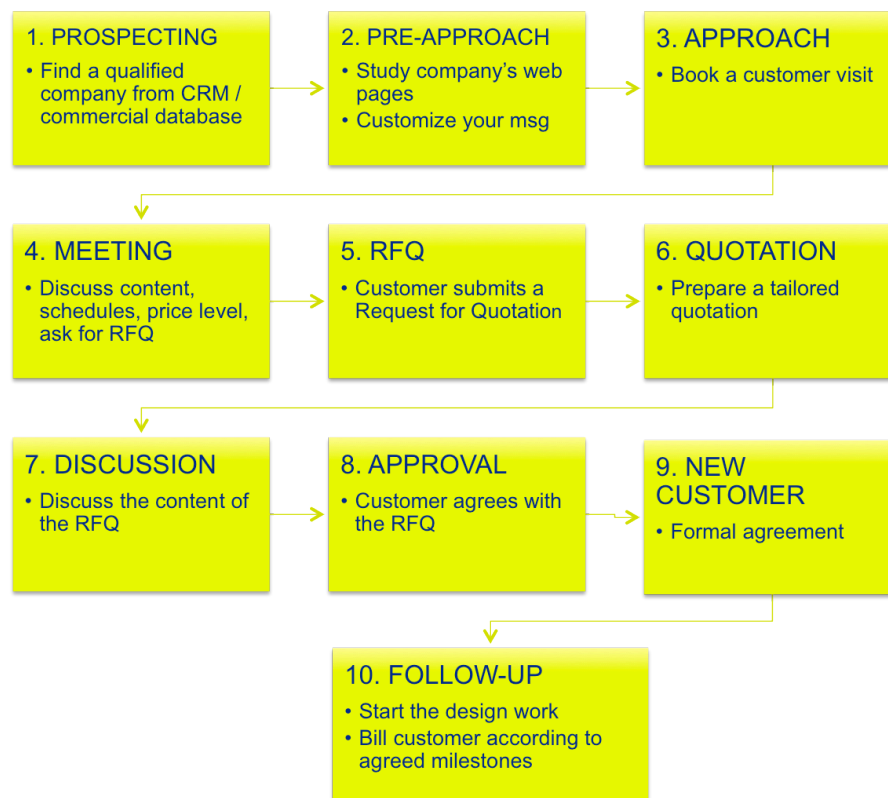 1. PROSPECTING
• Find a qualified
company from CRM /
commercial database
2. PRE-APPROACH
• Study company's web
pages
• Customize your msg
3. APPROACH
• Book a customer visit
4. MEETING
• Discuss content,
schedules, price level,
ask for RFQ
5. RFQ
• Customer submits a
Request for Quotation
6. QUOTATION
• Prepare a tailored
quotation
7. DISCUSSION
• Discuss the content of
the RFQ
8. APPROVAL
• Customer agrees with
the RFQ
9. NEW
CUSTOMER
• Formal agreement
10. FOLLOW-UP
• Start the design work
• Bill customer according to
agreed milestones